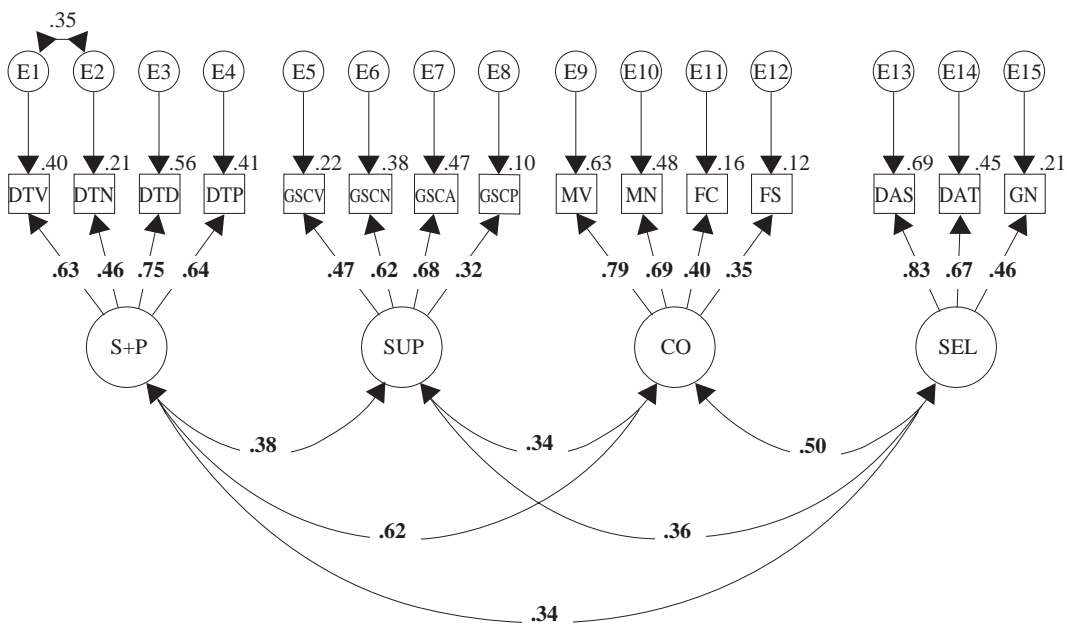 .35
E1 E2 E3 E4 E5 E6 E7 E8 E9 E10 E11 E12 E13 E14 E15
.40 .21 .56 .41 .22 .38 .47 .10 .63 .48 .16 .12 .69 .45 .21
DTV DTN DTD DTP GSCV GSCN GSCA GSCP MV MN FC FS DAS DAT GN
.63 .46 .75 .64 .47 .62 .68 .32 .79 .69 .40 .35 .83 .67 .46
S+P SUP CO SEL
.38 .34 .50
.62 .36
.34